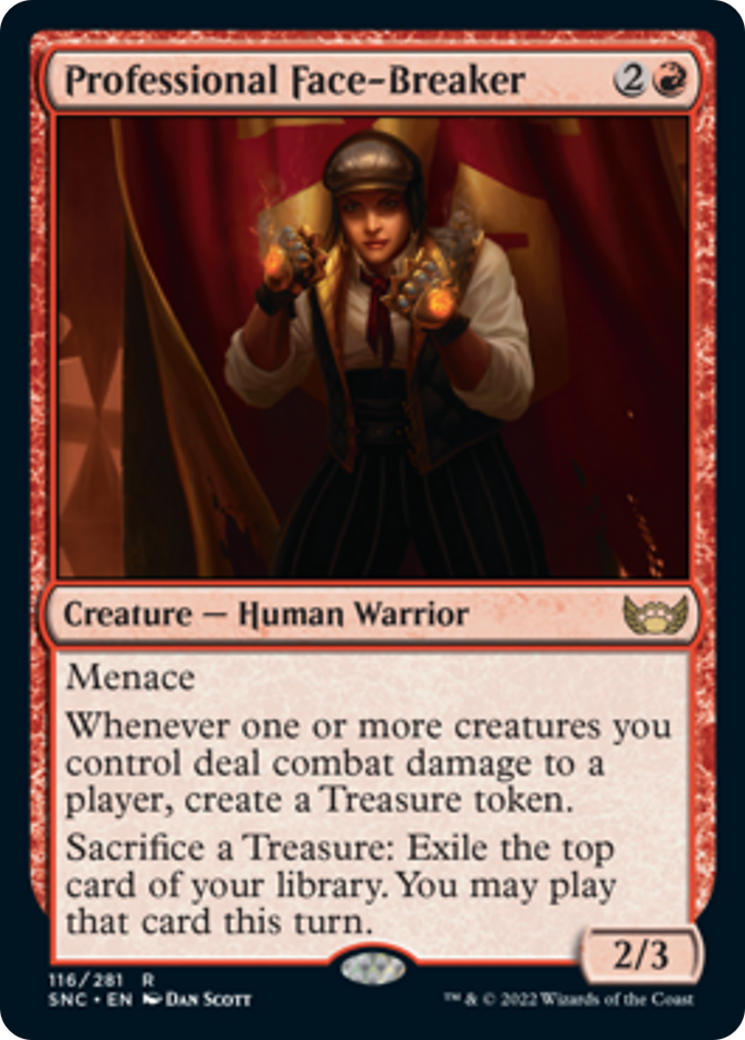 Professional Face-Breaker 2
Creature — Human Warrior
Menace
Whenever one or more creatures you
control deal combat damage to a
player, create a Treasure token.
Sacrifice a Treasure: Exile the top
card of your library. You may play
that card this turn.
2/3
116/281 R
SNC • EN DAN SCOTT
™ & © 2022 Wizards of the Coast